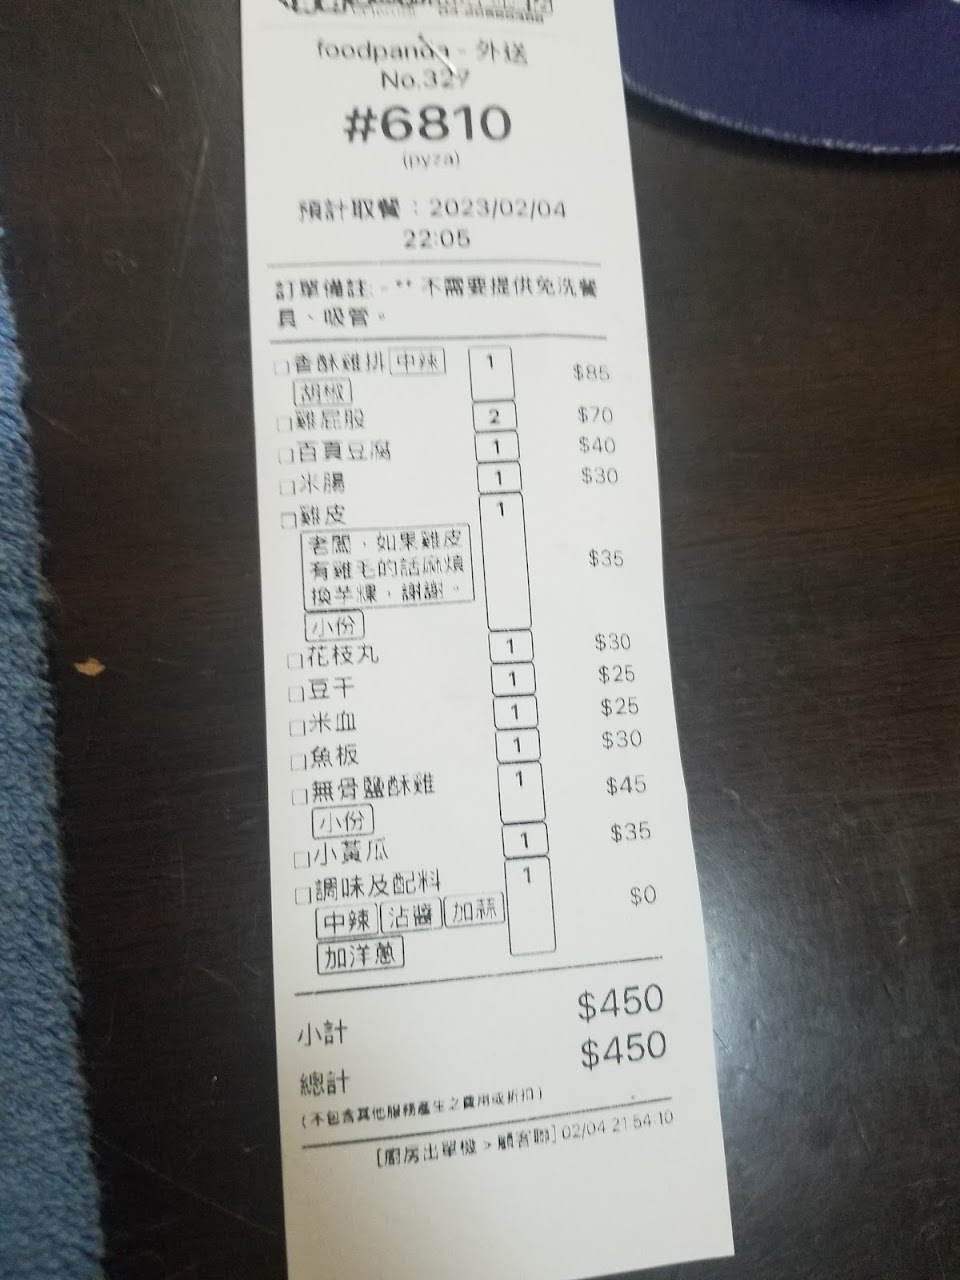 foodpanda - 外送
No.327
#6810
(pyza)
預計取餐：2023/02/04
22:05
訂單備註: - ** 不需要提供免洗餐
具、吸管。
□香酥雞排 中辣 1 $85
胡椒
□雞屁股 2 $70
□百頁豆腐 1 $40
□米腸 1 $30
□雞皮 1 $35
老闆，如果雞皮
有雞毛的話麻煩
換芋粿，謝謝。
小份
□花枝丸 1 $30
□豆干 1 $25
□米血 1 $25
□魚板 1 $30
□無骨鹽酥雞 1 $45
小份
□小黃瓜 1 $35
□調味及配料 1 $0
中辣 沾醬 加蒜
加洋蔥
小計 $450
總計 $450
(不包含其他服務產生之費用或折扣)
[廚房出單機 > 顧客聯] 02/04 21:54:10